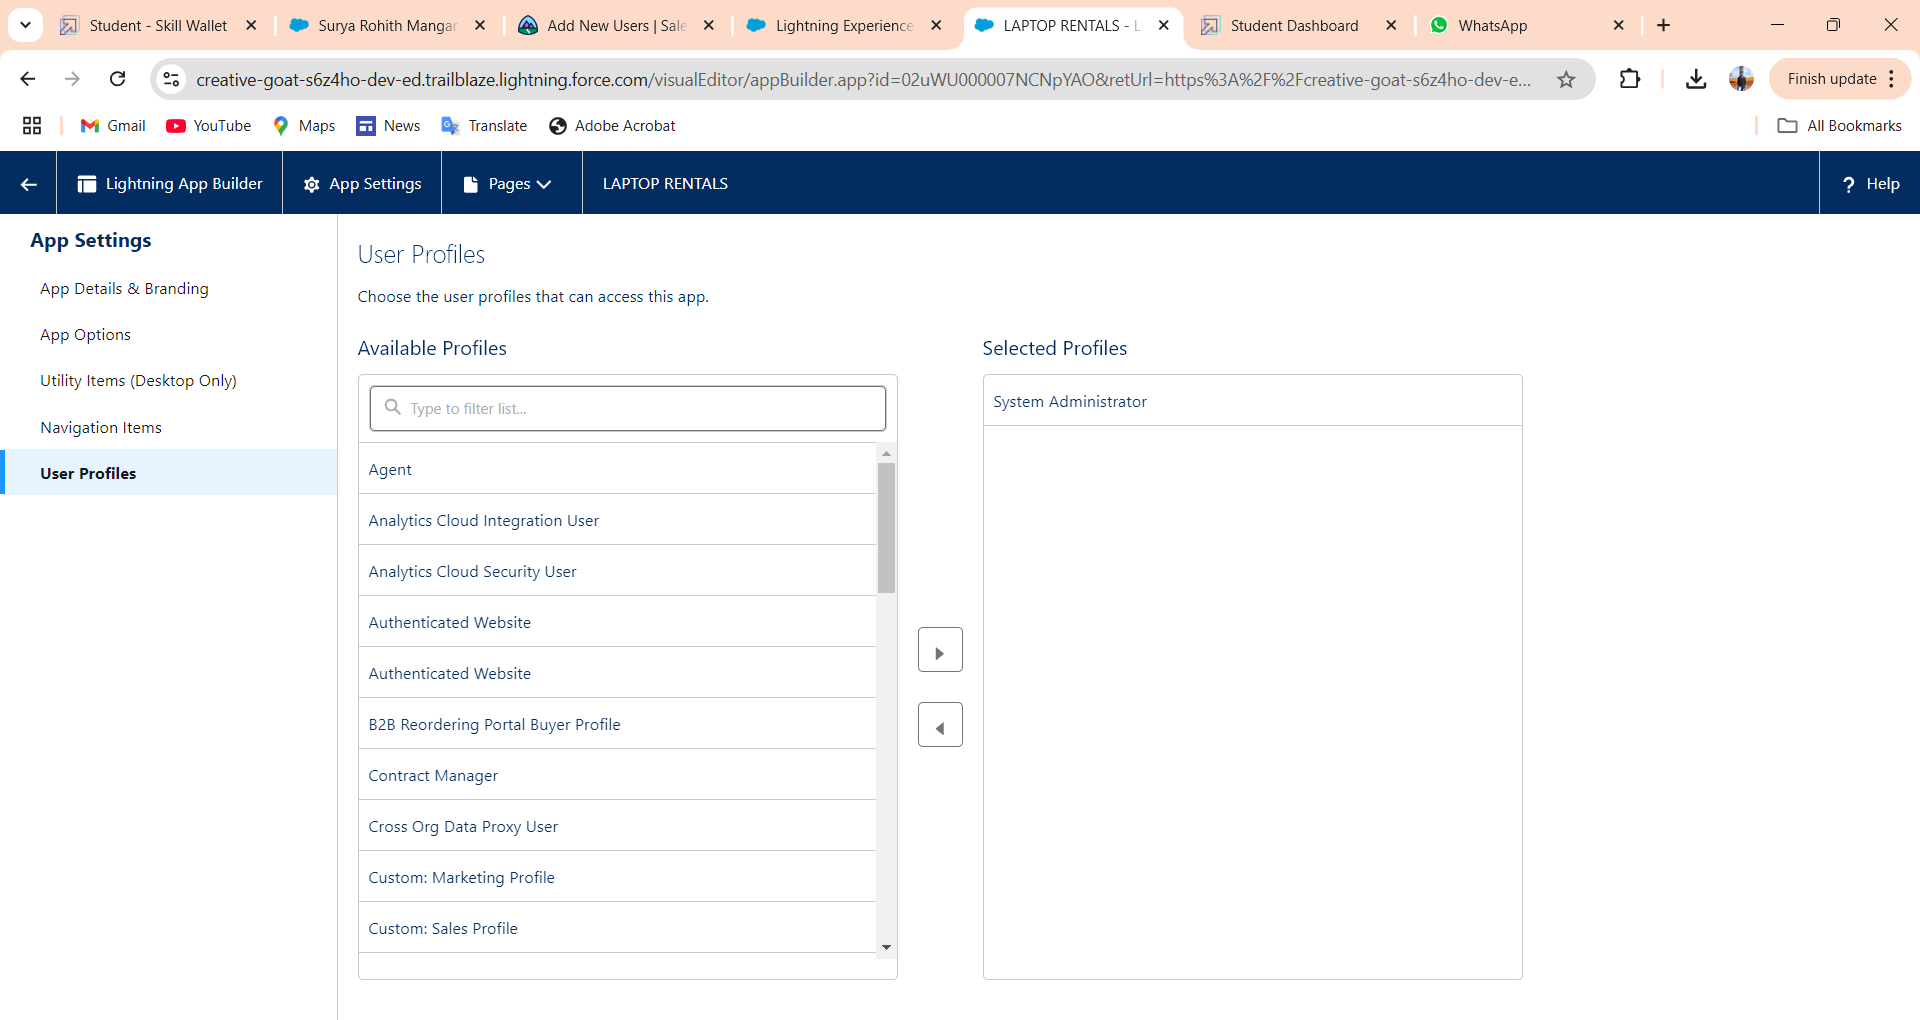 Student - Skill Wallet
Surya Rohith Mangar
Add New Users | Sale
Lightning Experience
LAPTOP RENTALS - L
Student Dashboard
WhatsApp
creative-goat-s6z4ho-dev-ed.trailblaze.lightning.force.com/visualEditor/appBuilder.app?id=02uWU000007NCNpYAO&retUrl=https%3A%2F%2Fcreative-goat-s6z4ho-dev-e...
Finish update
Gmail
YouTube
Maps
News
Translate
Adobe Acrobat
All Bookmarks
Lightning App Builder
App Settings
Pages
LAPTOP RENTALS
? Help
App Settings
App Details & Branding
App Options
Utility Items (Desktop Only)
Navigation Items
User Profiles
User Profiles
Choose the user profiles that can access this app.
Available Profiles
Type to filter list...
Agent
Analytics Cloud Integration User
Analytics Cloud Security User
Authenticated Website
Authenticated Website
B2B Reordering Portal Buyer Profile
Contract Manager
Cross Org Data Proxy User
Custom: Marketing Profile
Custom: Sales Profile
Selected Profiles
System Administrator